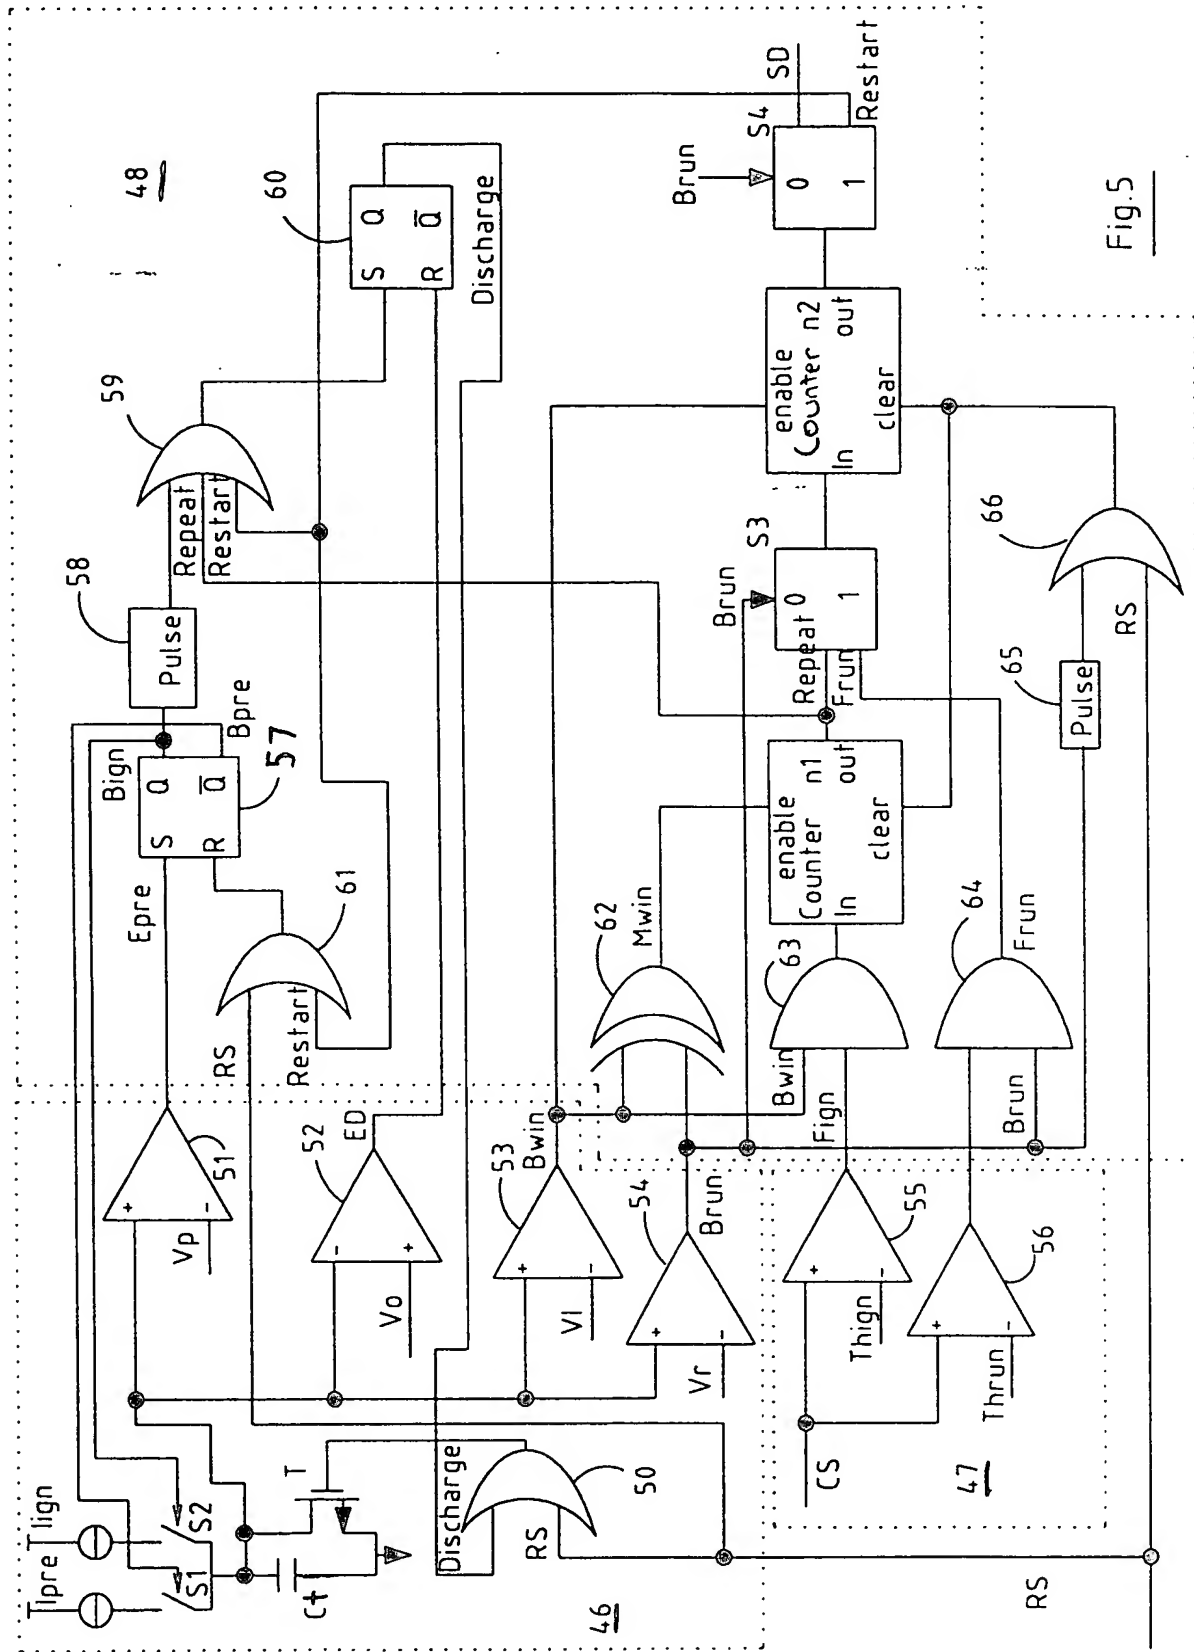 Ipre
Iign
S1
S2
Ct
T
Discharge
RS
50
46
Vp
+
-
51
Epre
Vo
-
+
52
ED
Vl
+
-
53
Bwin
Vr
+
-
54
Brun
CS
Thign
+
-
55
Fign
Thrun
+
-
56
47
RS
RS
Restart
61
S
R
Q
Q
Bign
Bpre
57
Pulse
58
Repeat
Restart
59
48
60
S
R
Q
Q
Discharge
62
Mwin
Bwin
63
Brun
64
Frun
enable
Counter n1
In
out
clear
Repeat
Frun
Brun
0
1
S3
enable
Counter n2
In
out
clear
Brun
0
1
S4
SD
Restart
Pulse
65
RS
66
Fig.5